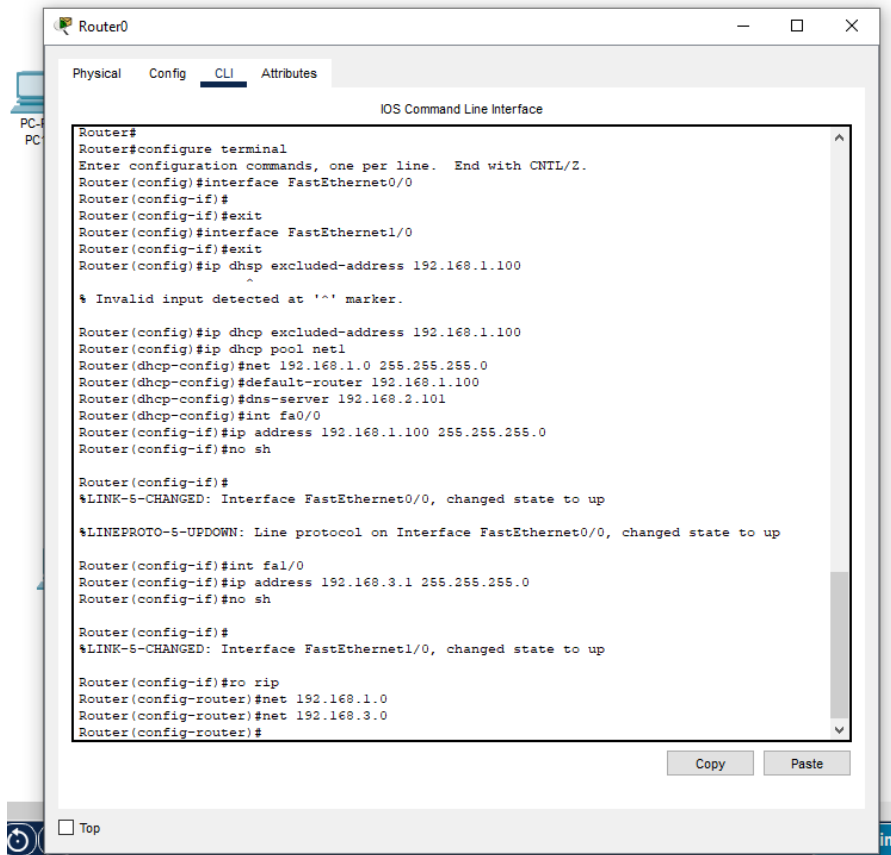 Router0
Physical Config CLI Attributes
IOS Command Line Interface
PC-
PC
Router#
Router#configure terminal
Enter configuration commands, one per line. End with CNTL/Z.
Router(config)#interface FastEthernet0/0
Router(config-if)#
Router(config-if)#exit
Router(config)#interface FastEthernet1/0
Router(config-if)#exit
Router(config)#ip dhsp excluded-address 192.168.1.100
^
% Invalid input detected at '^' marker.
Router(config)#ip dhcp excluded-address 192.168.1.100
Router(config)#ip dhcp pool net1
Router(dhcp-config)#net 192.168.1.0 255.255.255.0
Router(dhcp-config)#default-router 192.168.1.100
Router(dhcp-config)#dns-server 192.168.2.101
Router(dhcp-config)#int fa0/0
Router(config-if)#ip address 192.168.1.100 255.255.255.0
Router(config-if)#no sh
Router(config-if)#
%LINK-5-CHANGED: Interface FastEthernet0/0, changed state to up
%LINEPROTO-5-UPDOWN: Line protocol on Interface FastEthernet0/0, changed state to up
Router(config-if)#int fa1/0
Router(config-if)#ip address 192.168.3.1 255.255.255.0
Router(config-if)#no sh
Router(config-if)#
%LINK-5-CHANGED: Interface FastEthernet1/0, changed state to up
Router(config-if)#ro rip
Router(config-router)#net 192.168.1.0
Router(config-router)#net 192.168.3.0
Router(config-router)#
Copy Paste
Top